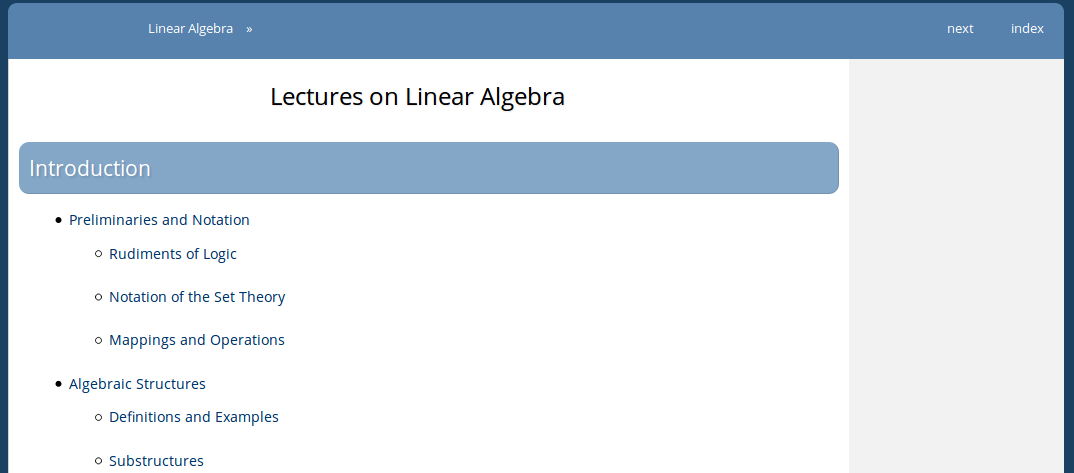 Linear Algebra »
next
index
Lectures on Linear Algebra
Introduction
Preliminaries and Notation
Rudiments of Logic
Notation of the Set Theory
Mappings and Operations
Algebraic Structures
Definitions and Examples
Substructures